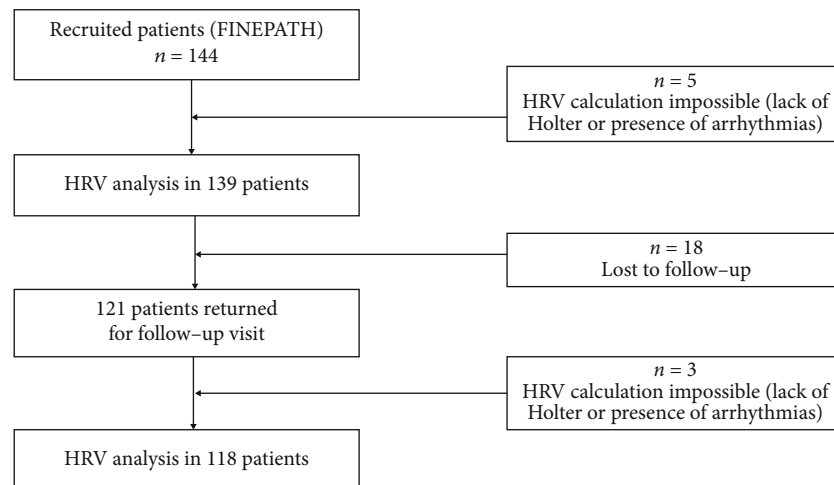 Recruited patients (FINEPATH)
n = 144
n = 5
HRV calculation impossible (lack of
Holter or presence of arrhythmias)
HRV analysis in 139 patients
n = 18
Lost to follow–up
121 patients returned
for follow–up visit
n = 3
HRV calculation impossible (lack of
Holter or presence of arrhythmias)
HRV analysis in 118 patients